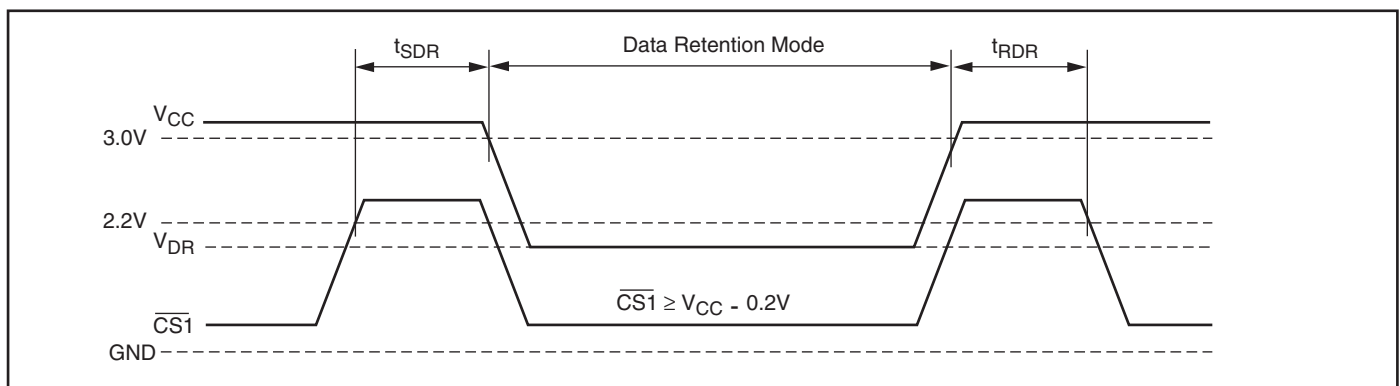 tSDR Data Retention Mode tRDR
VCC
3.0V
2.2V
VDR
CS1 ≥ VCC - 0.2V
CS1
GND